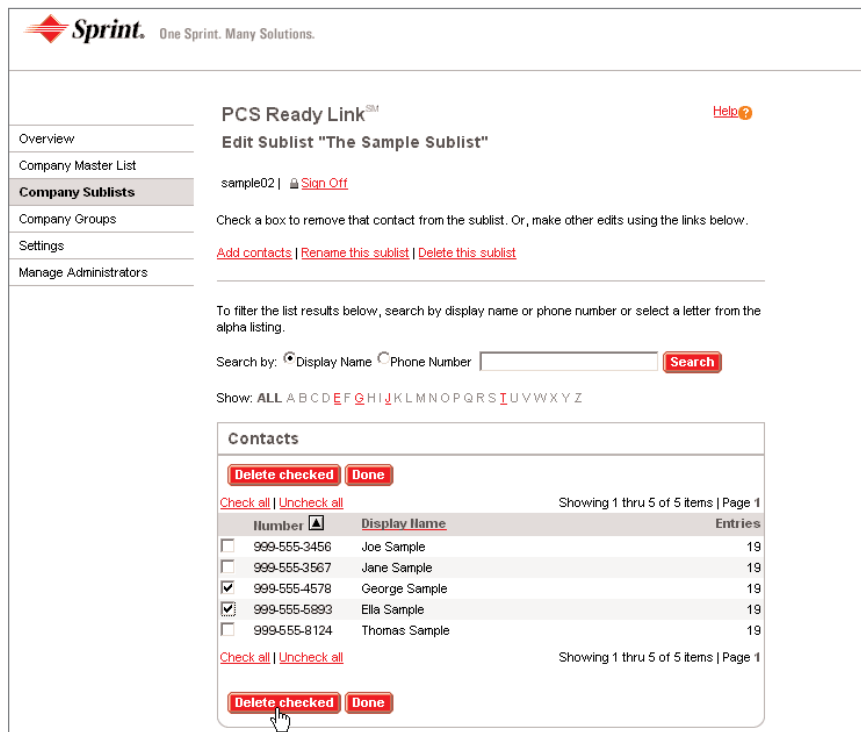 Sprint. One Sprint. Many Solutions.
PCS Ready Link SM
Help ?
Edit Sublist "The Sample Sublist"
Overview
Company Master List
Company Sublists
Company Groups
Settings
Manage Administrators
sample02 | Sign Off
Check a box to remove that contact from the sublist. Or, make other edits using the links below.
Add contacts | Rename this sublist | Delete this sublist
To filter the list results below, search by display name or phone number or select a letter from the
alpha listing.
Search by: Display Name Phone Number Search
Show: ALL A B C D E F G H I J K L M N O P Q R S T U V W X Y Z
Contacts
Delete checked Done
Check all | Uncheck all Showing 1 thru 5 of 5 items | Page 1
Number Display Name Entries
999-555-3456 Joe Sample 19
999-555-3567 Jane Sample 19
999-555-4578 George Sample 19
999-555-5893 Ella Sample 19
999-555-8124 Thomas Sample 19
Check all | Uncheck all Showing 1 thru 5 of 5 items | Page 1
Delete checked Done